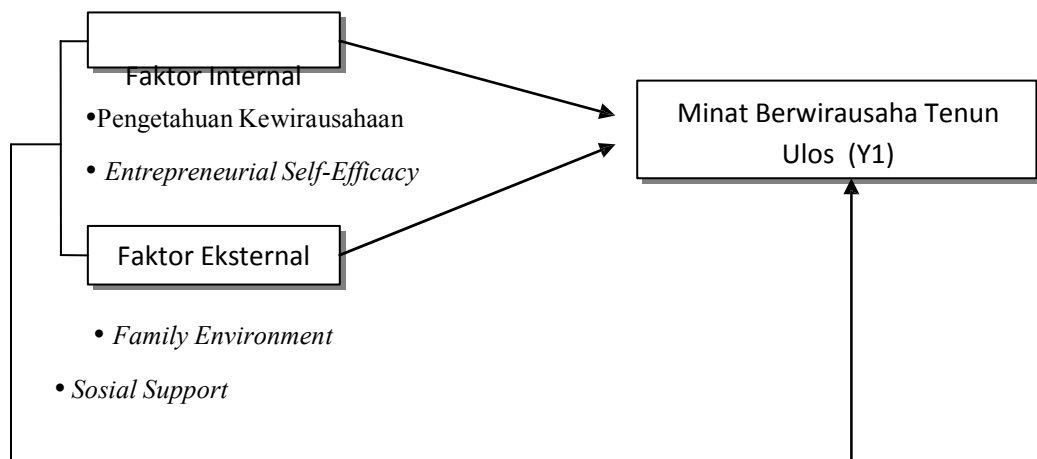 Faktor Internal
•Pengetahuan Kewirausahaan
• Entrepreneurial Self-Efficacy
Faktor Eksternal
• Family Environment
• Sosial Support
Minat Berwirausaha Tenun
Ulos (Y1)